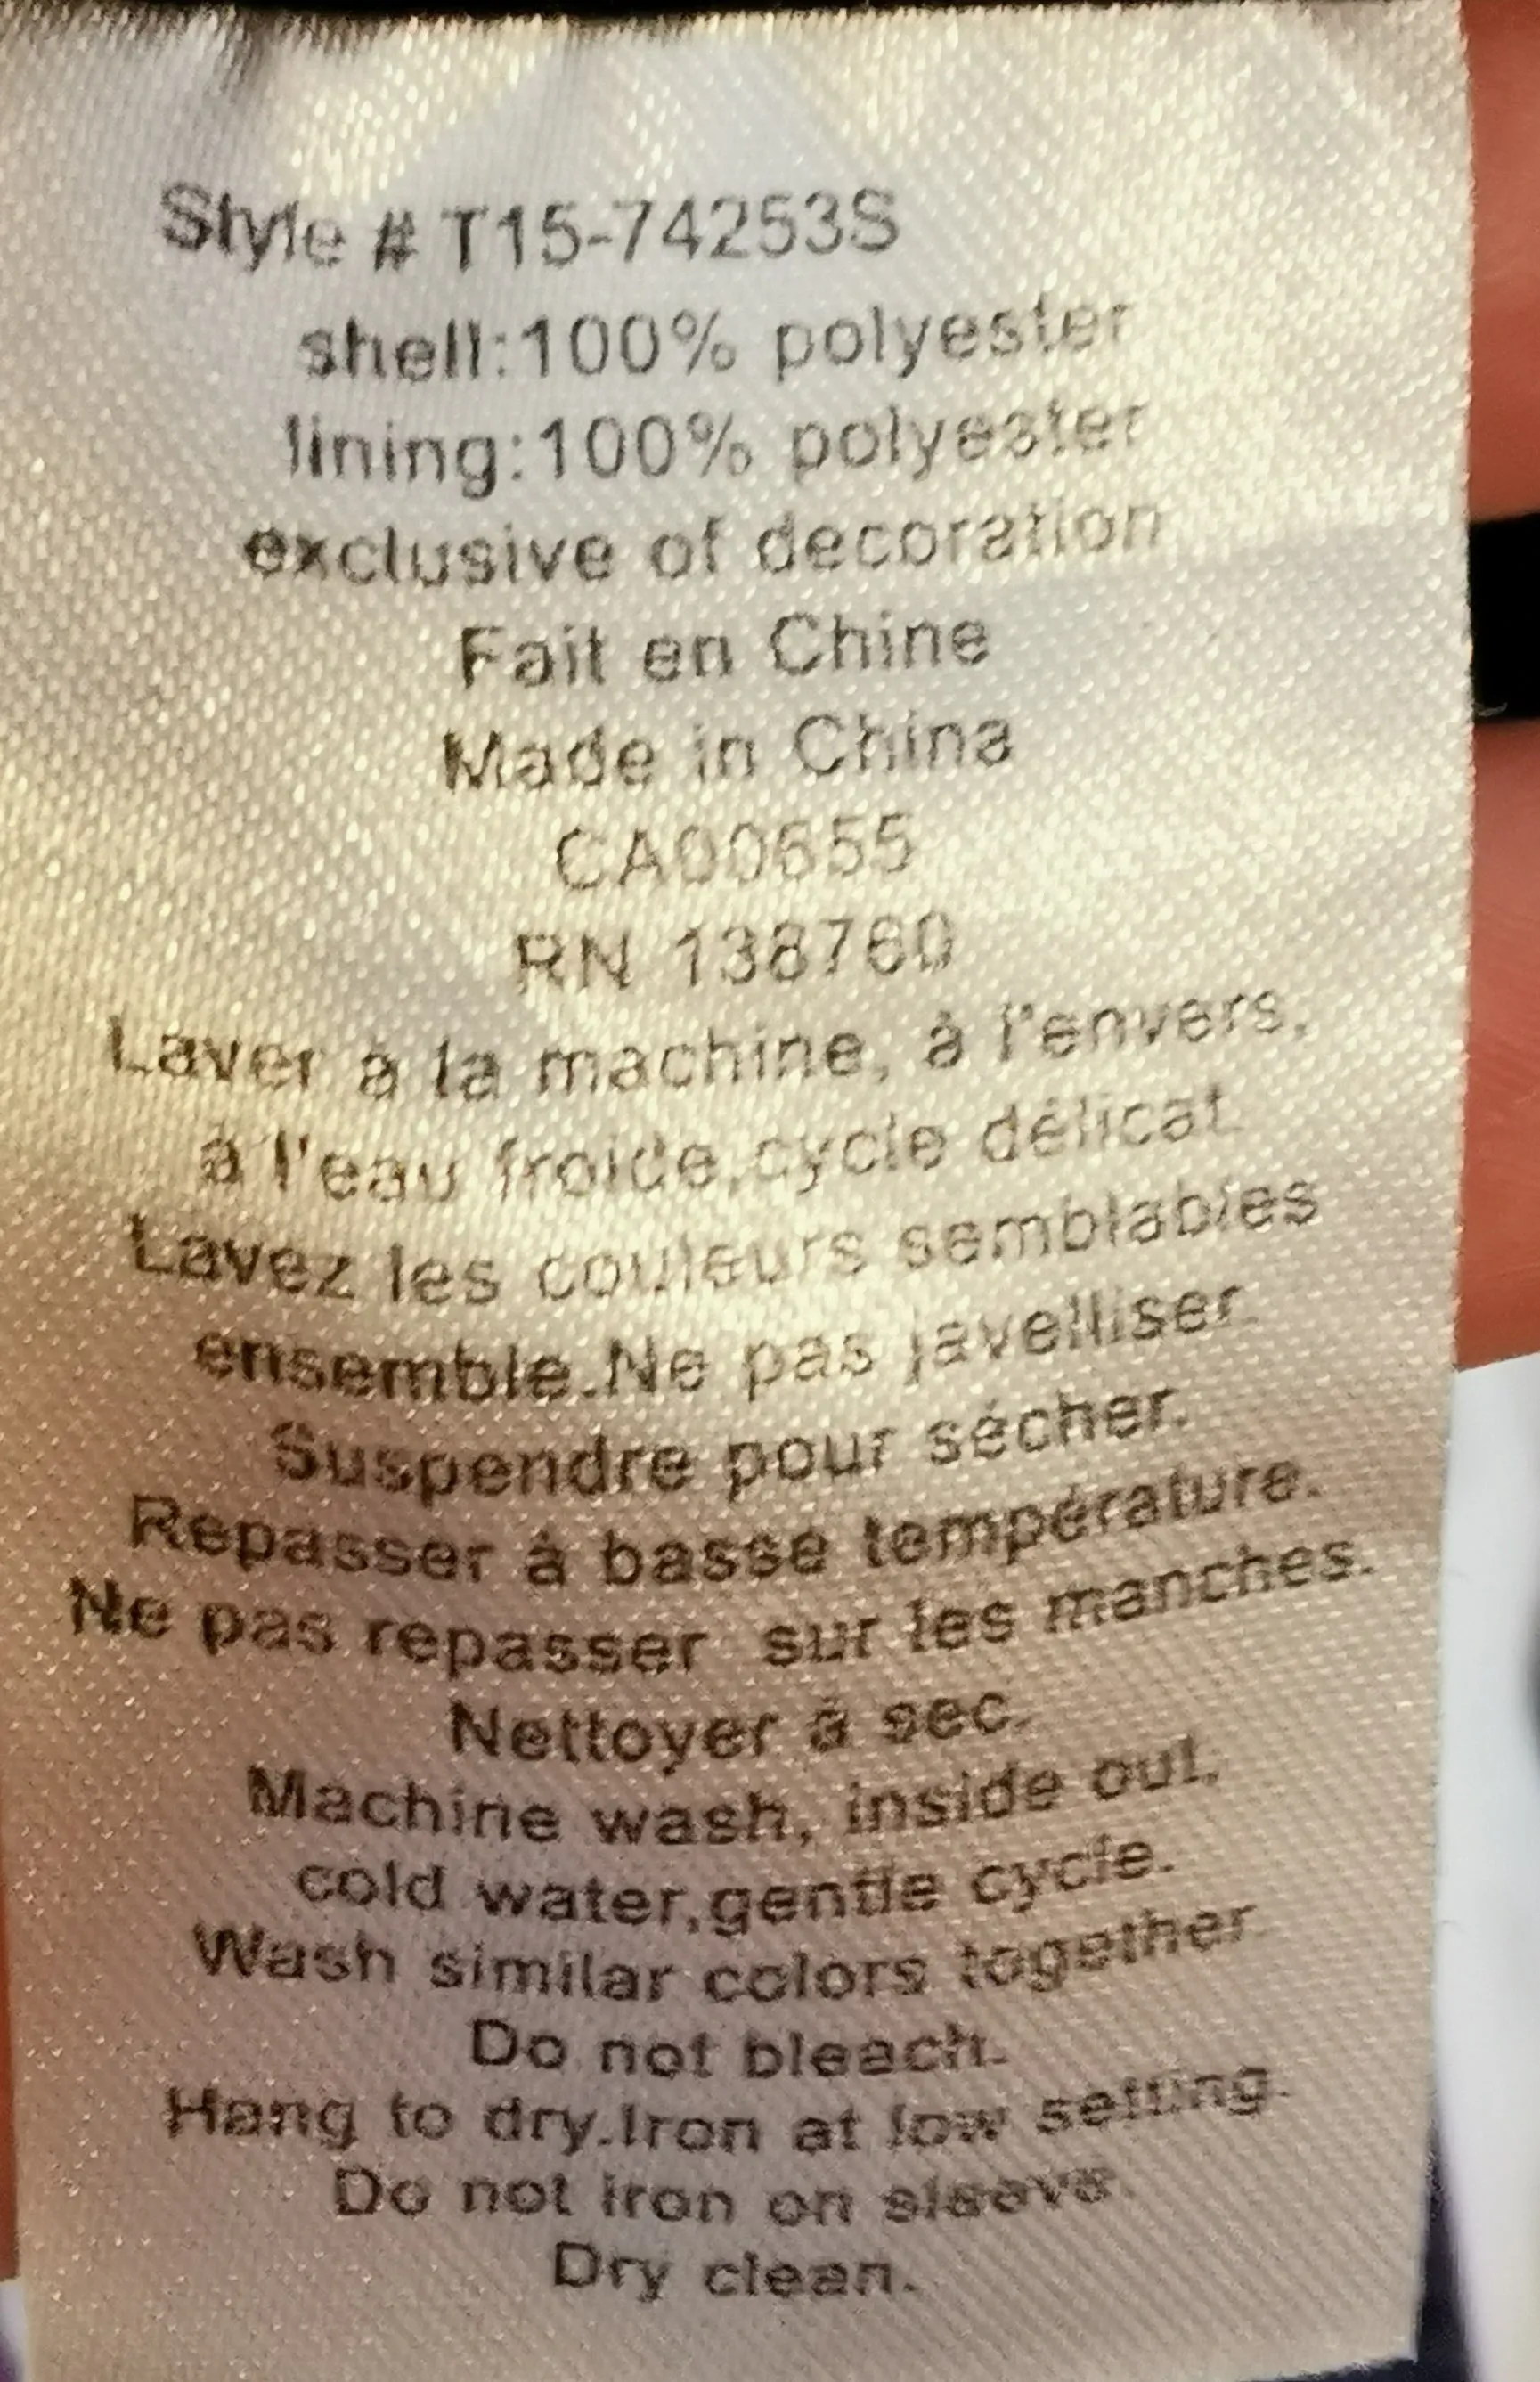 Style # T15-74253S
shell:100% polyester
lining:100% polyester
exclusive of decoration
Fait en Chine
Made in China
CA00655
RN 138760
Laver à la machine, à l'envers,
à l'eau froide,cycle délicat.
Lavez les couleurs semblables
ensemble.Ne pas javelliser.
Suspendre pour sécher.
Repasser à basse température.
Ne pas repasser sur les manches.
Nettoyer à sec.
Machine wash, inside out,
cold water,gentle cycle.
Wash similar colors together.
Do not bleach.
Hang to dry.Iron at low setting.
Do not iron on sleeve.
Dry clean.